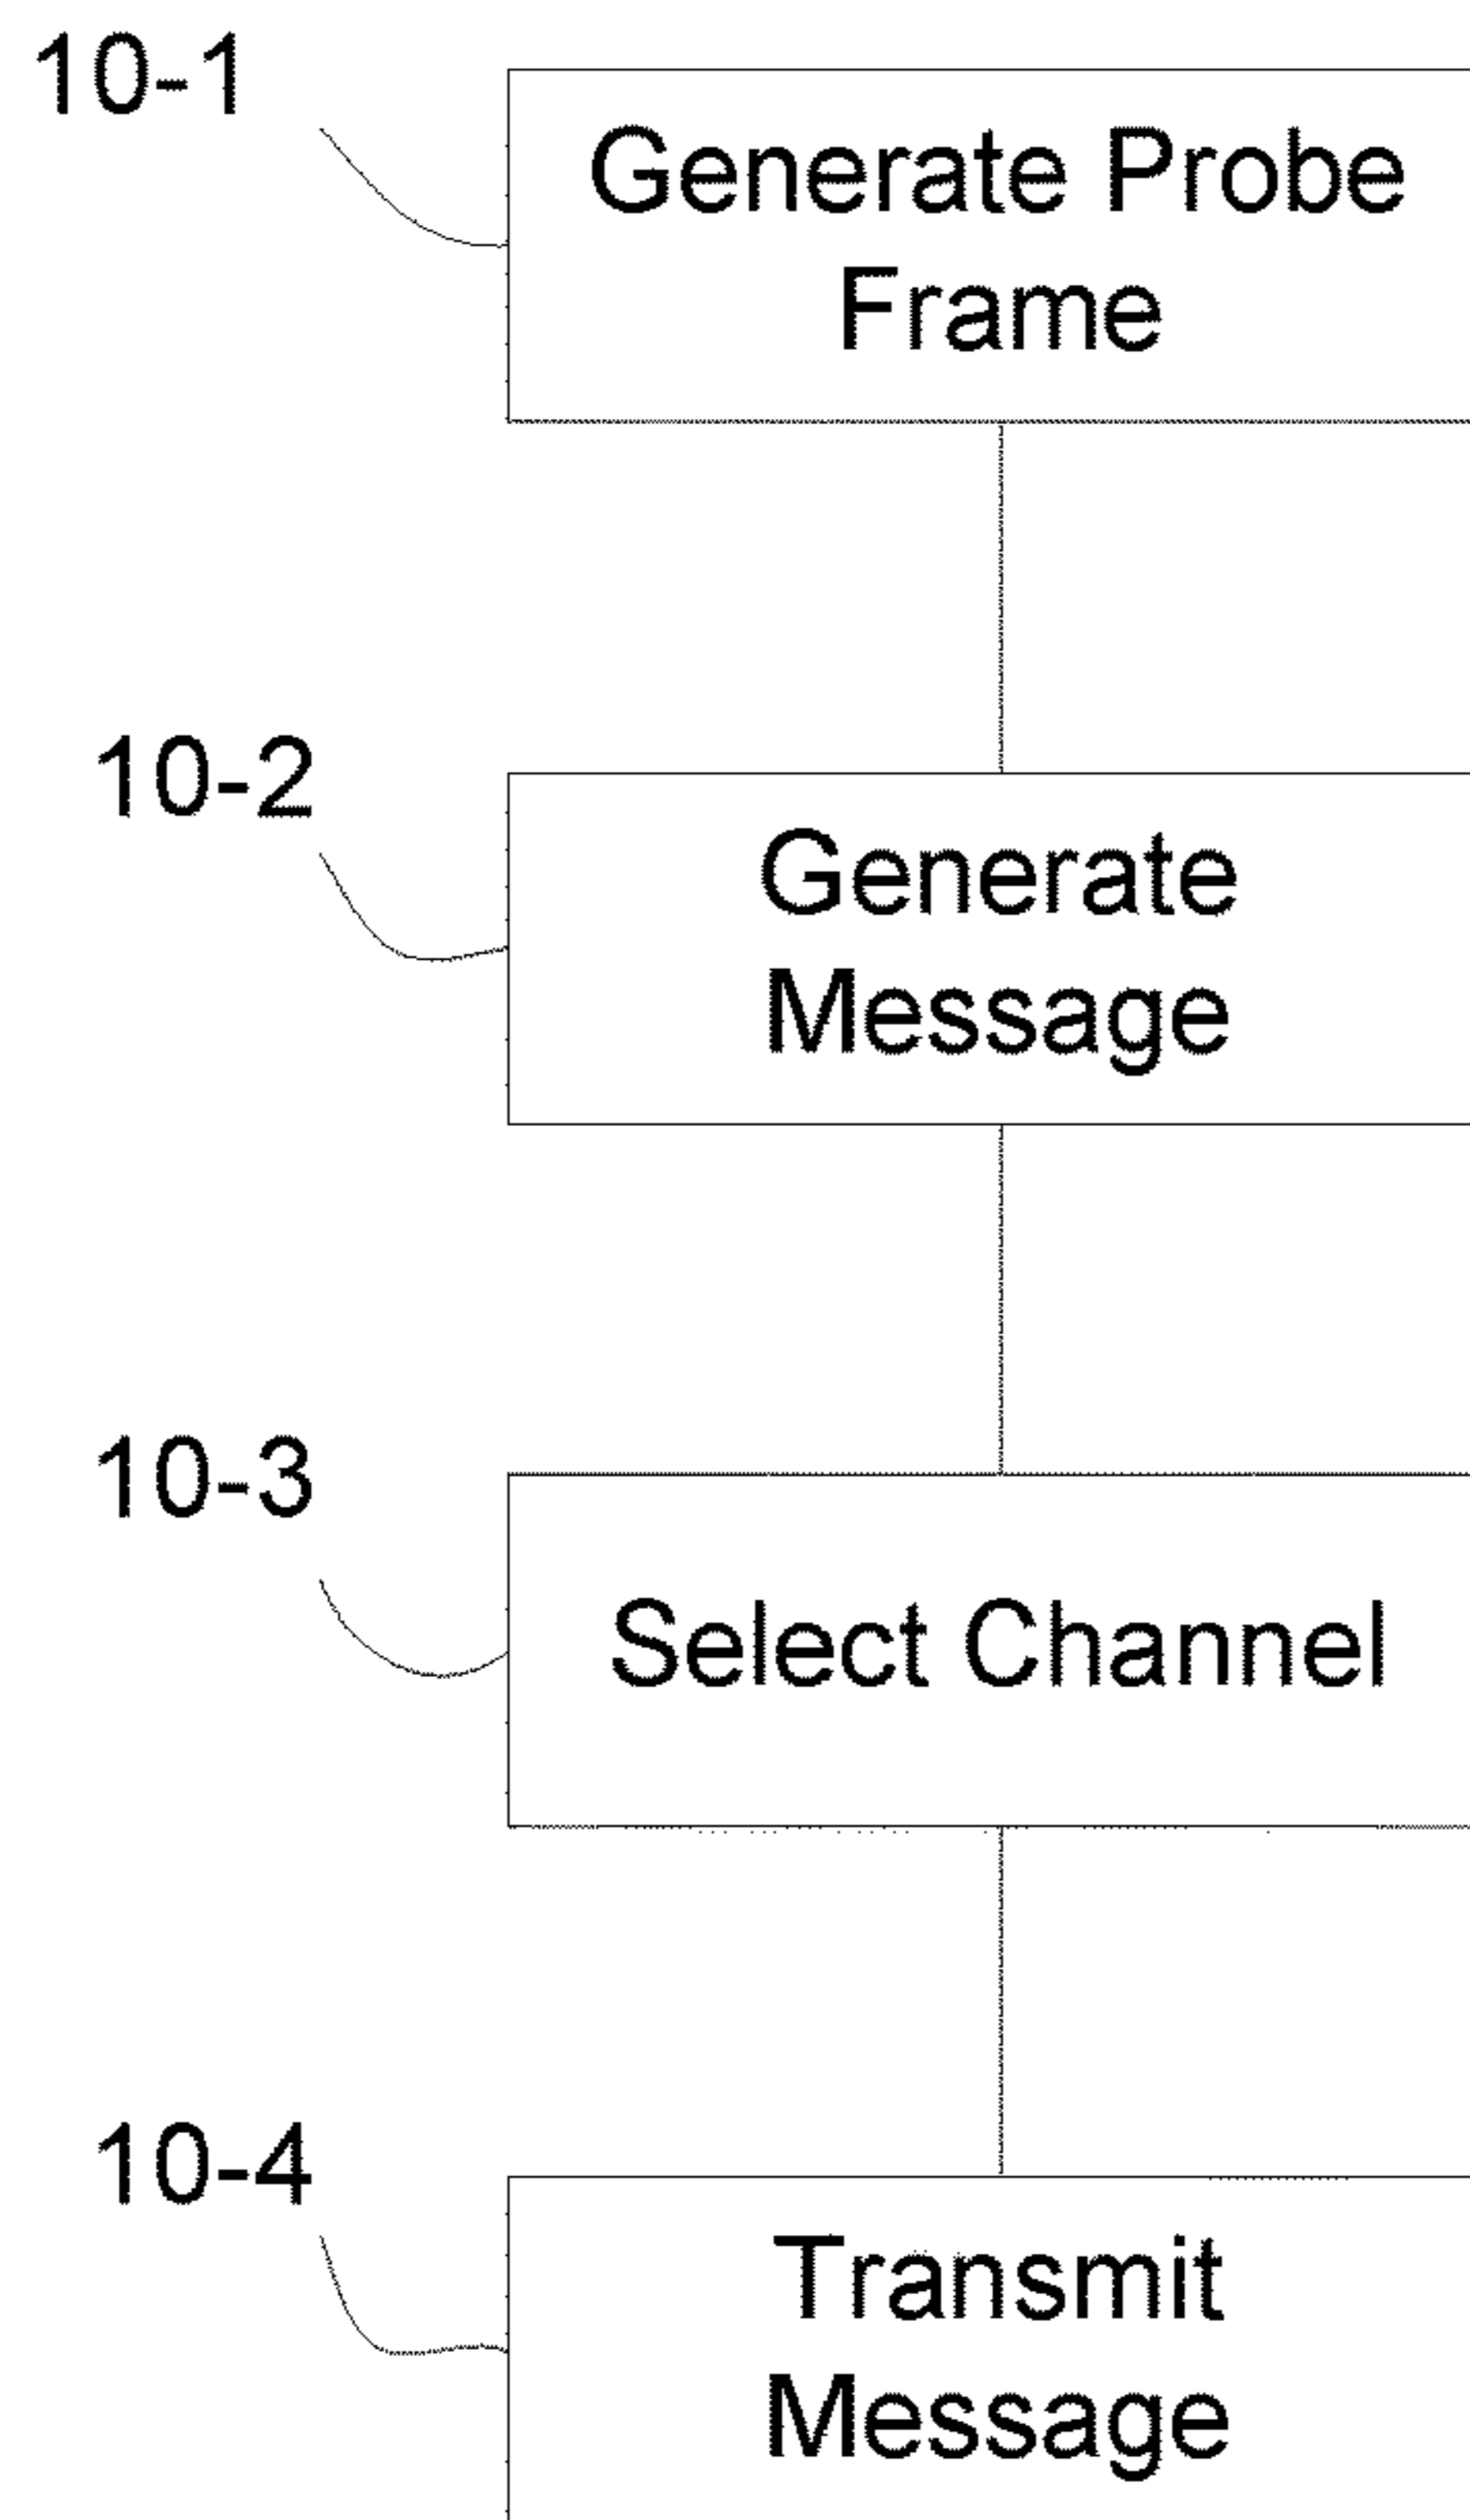 10-1
Generate Probe
Frame
10-2
Generate
Message
10-3
Select Channel
10-4
Transmit
Message